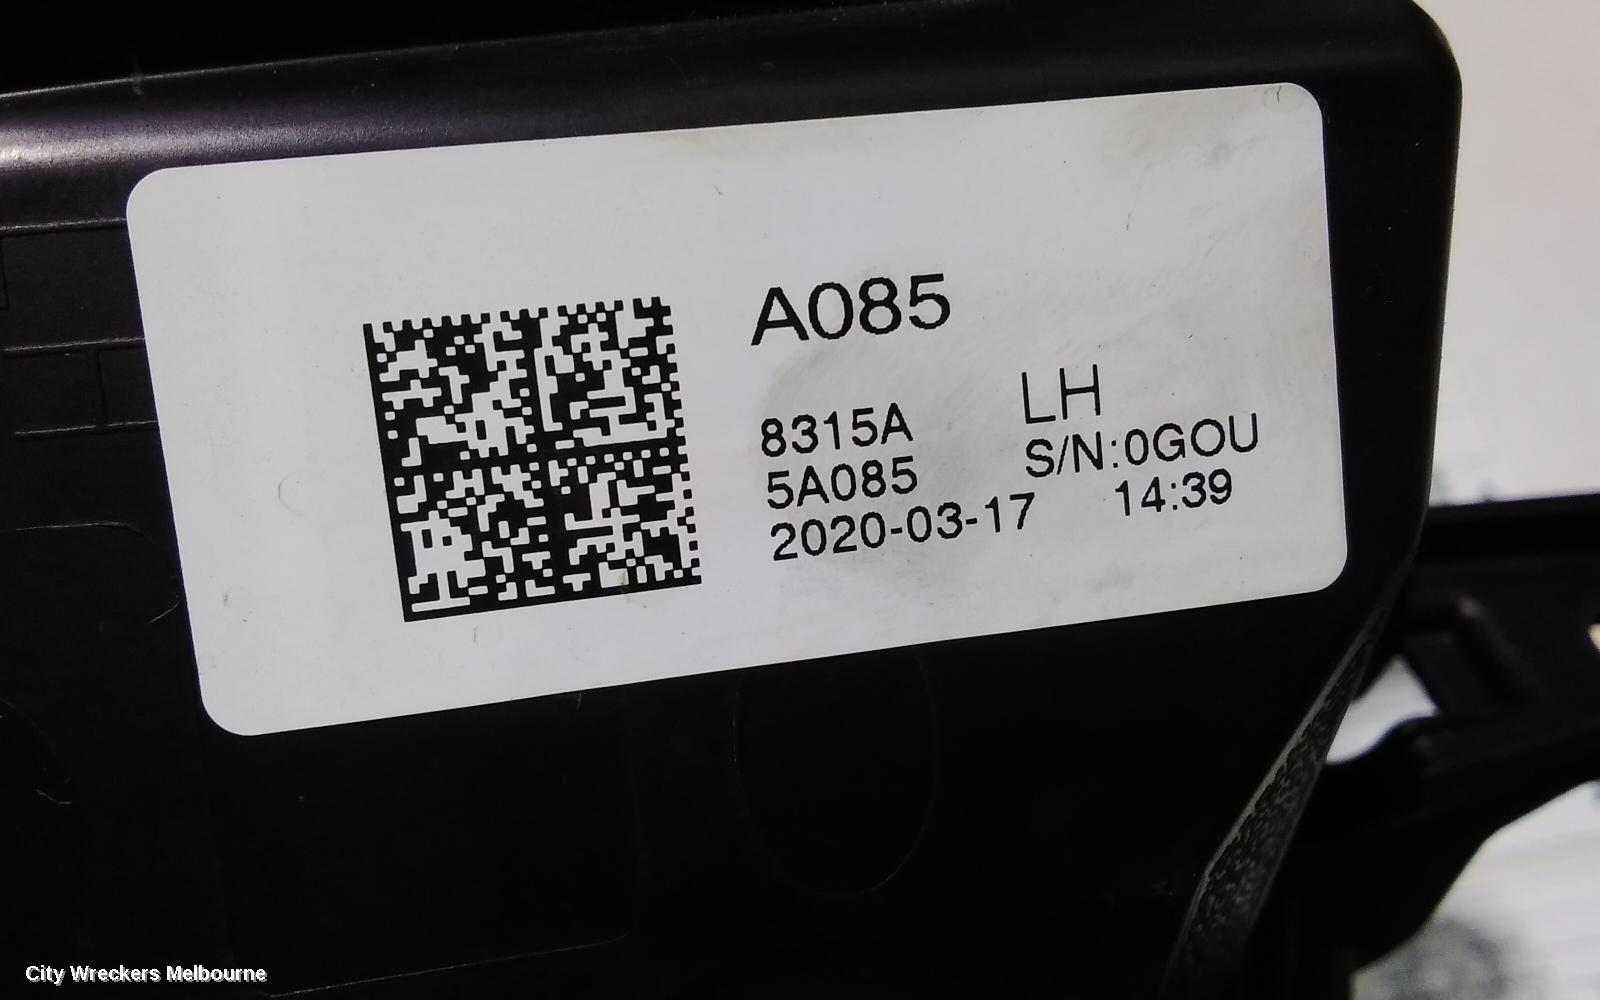 A085
8315A LH
5A085 S/N:0GOU
2020-03-17 14:39
City Wreckers Melbourne